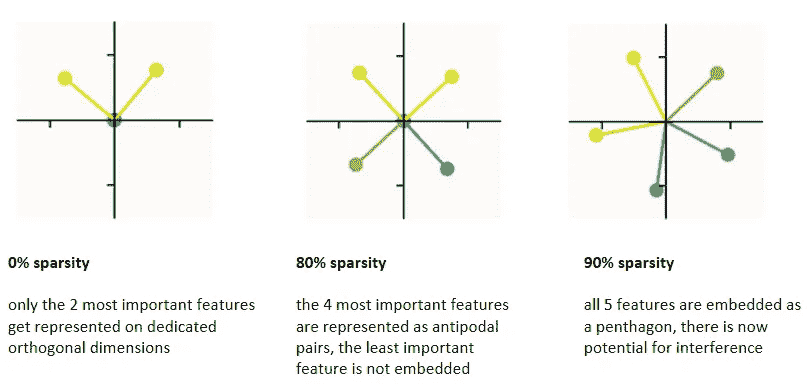 0% sparsity
only the 2 most important features
get represented on dedicated
orthogonal dimensions
80% sparsity
the 4 most important features
are represented as antipodal
pairs, the least important
feature is not embedded
90% sparsity
all 5 features are embedded as
a penthagon, there is now
potential for interference